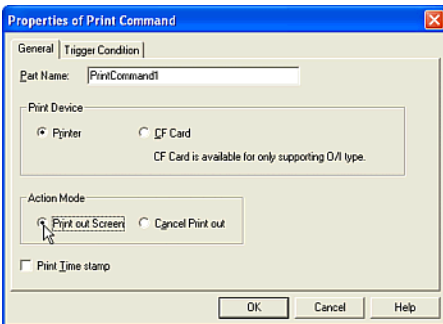 Properties of Print Command
General Trigger Condition
Part Name: PrintCommand1
Print Device
Printer CF Card
CF Card is available for only supporting O/I type.
Action Mode
Print out Screen Cancel Print out
Print Time stamp
OK Cancel Help